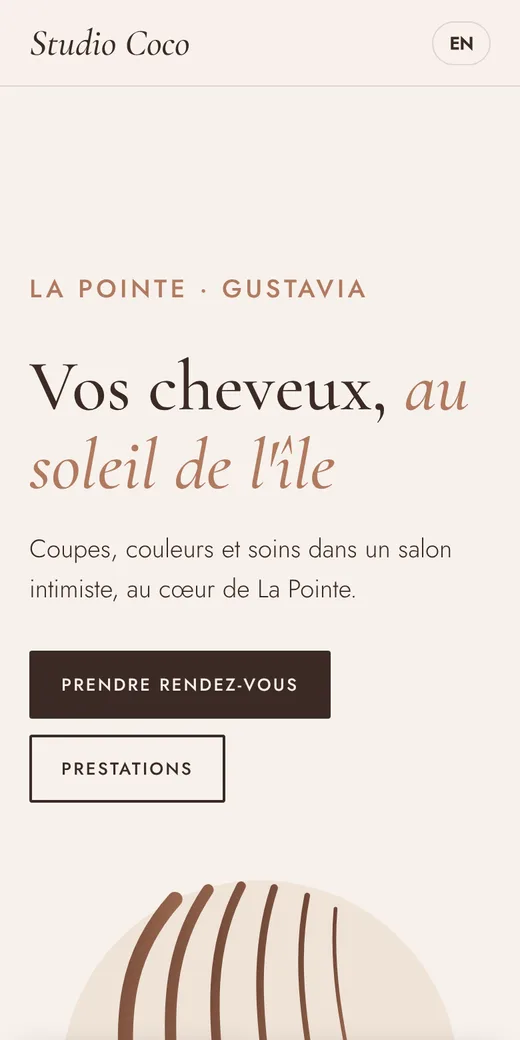 Studio Coco
EN
LA POINTE · GUSTAVIA
Vos cheveux, au
soleil de l'île
Coupes, couleurs et soins dans un salon
intimiste, au cœur de La Pointe.
PRENDRE RENDEZ-VOUS
PRESTATIONS